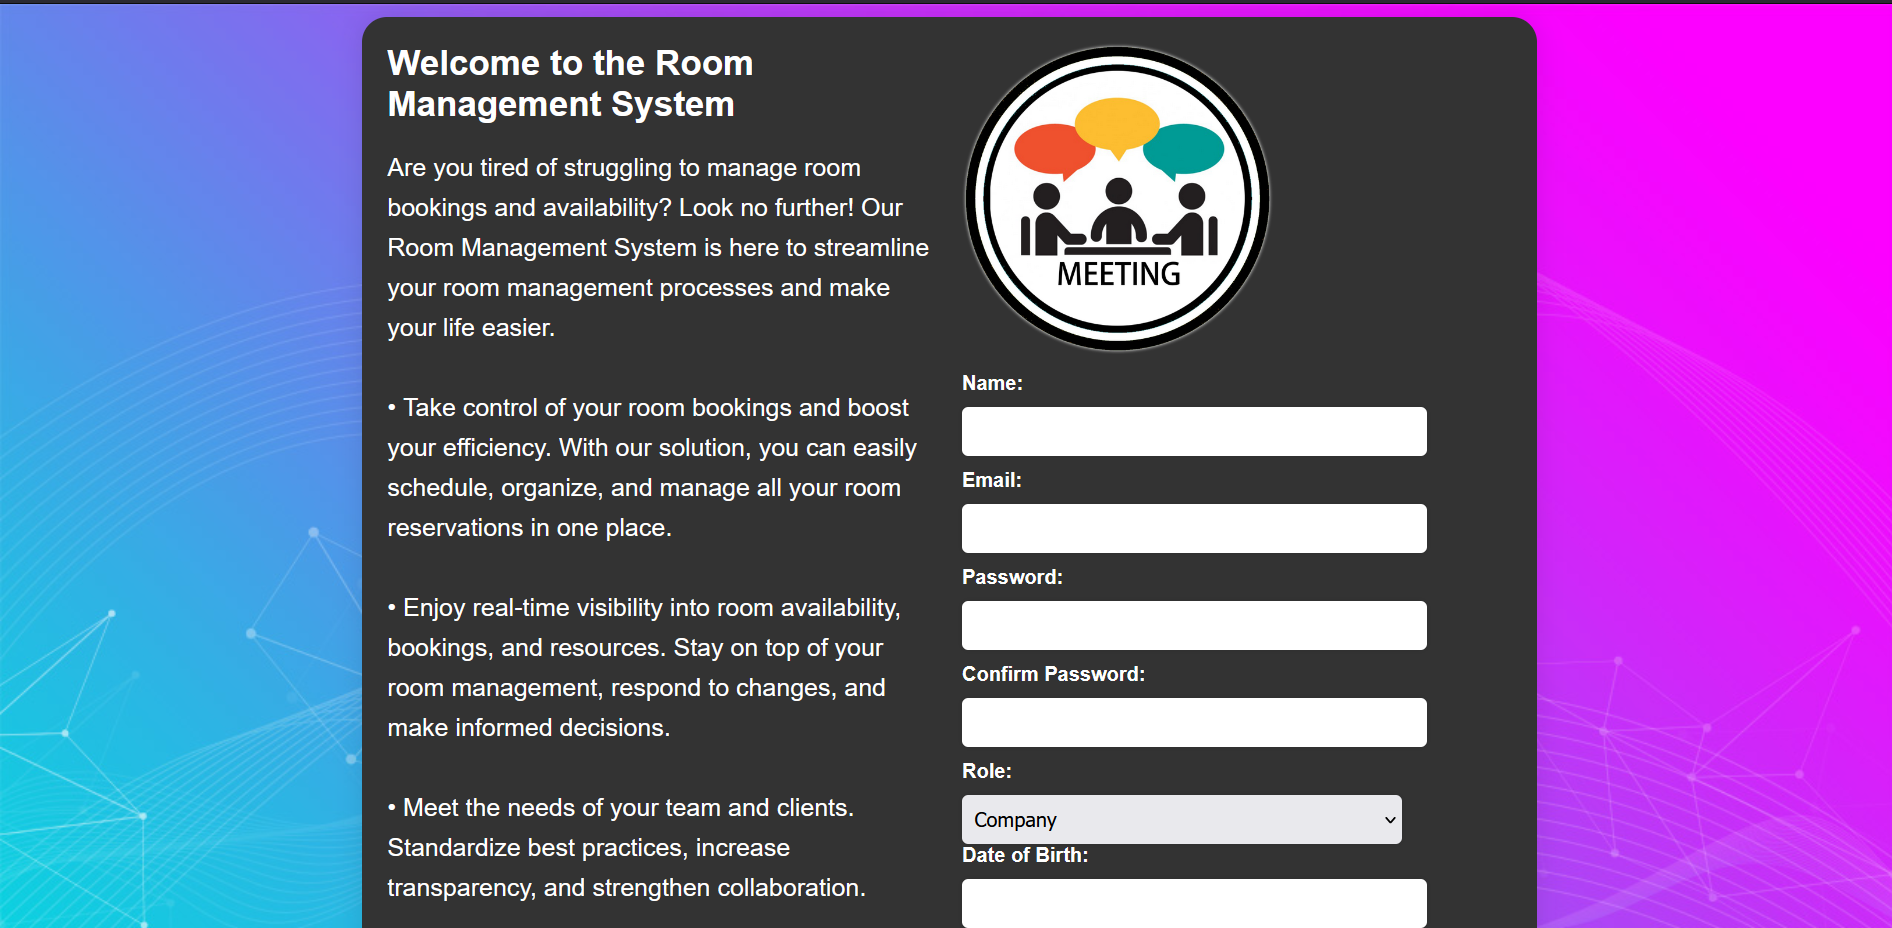 Welcome to the Room
Management System
Are you tired of struggling to manage room
bookings and availability? Look no further! Our
Room Management System is here to streamline
your room management processes and make
your life easier.
• Take control of your room bookings and boost
your efficiency. With our solution, you can easily
schedule, organize, and manage all your room
reservations in one place.
• Enjoy real-time visibility into room availability,
bookings, and resources. Stay on top of your
room management, respond to changes, and
make informed decisions.
• Meet the needs of your team and clients.
Standardize best practices, increase
transparency, and strengthen collaboration.
MEETING
Name:
Email:
Password:
Confirm Password:
Role:
Company
Date of Birth: